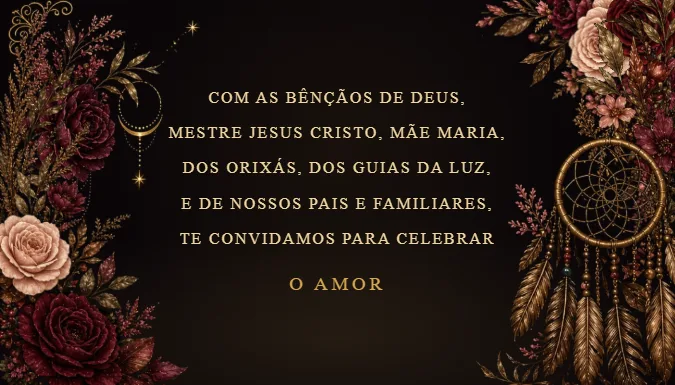 COM AS BÊNÇÃOS DE DEUS,
MESTRE JESUS CRISTO, MÃE MARIA,
DOS ORIXÁS, DOS GUIAS DA LUZ,
E DE NOSSOS PAIS E FAMILIARES,
TE CONVIDAMOS PARA CELEBRAR
O AMOR